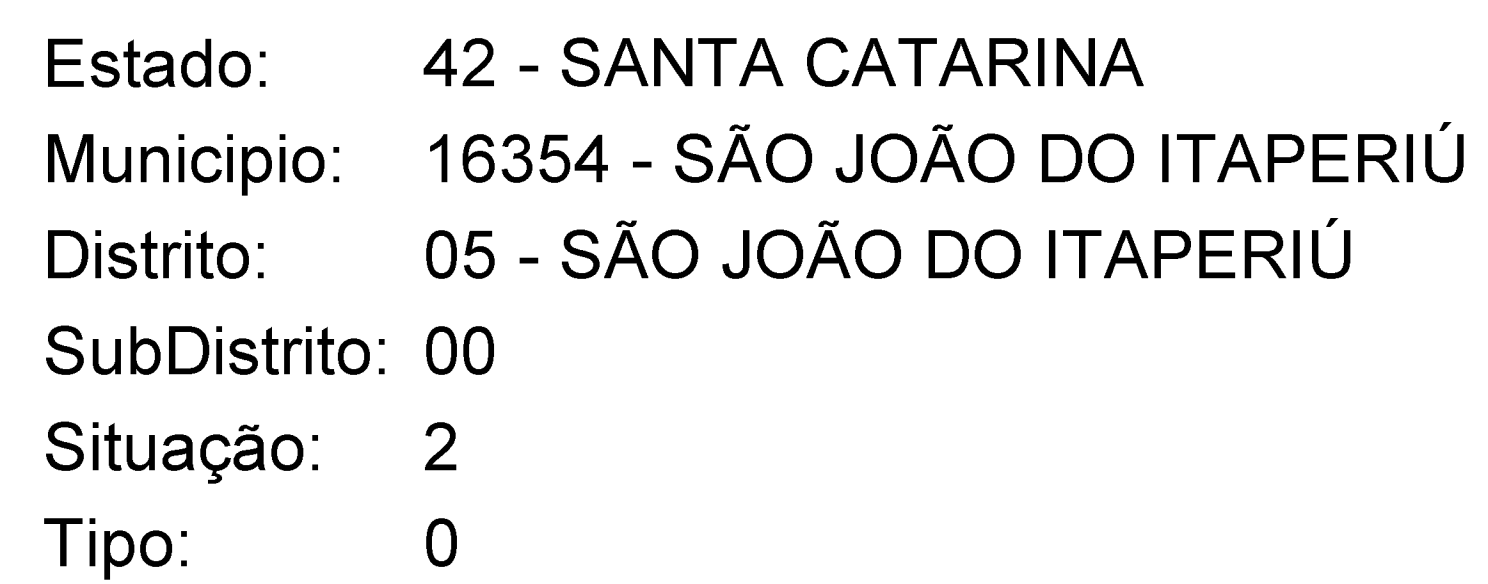 Estado: 42 - SANTA CATARINA
Municipio: 16354 - SÃO JOÃO DO ITAPERIÚ
Distrito: 05 - SÃO JOÃO DO ITAPERIÚ
SubDistrito: 00
Situação: 2
Tipo: 0